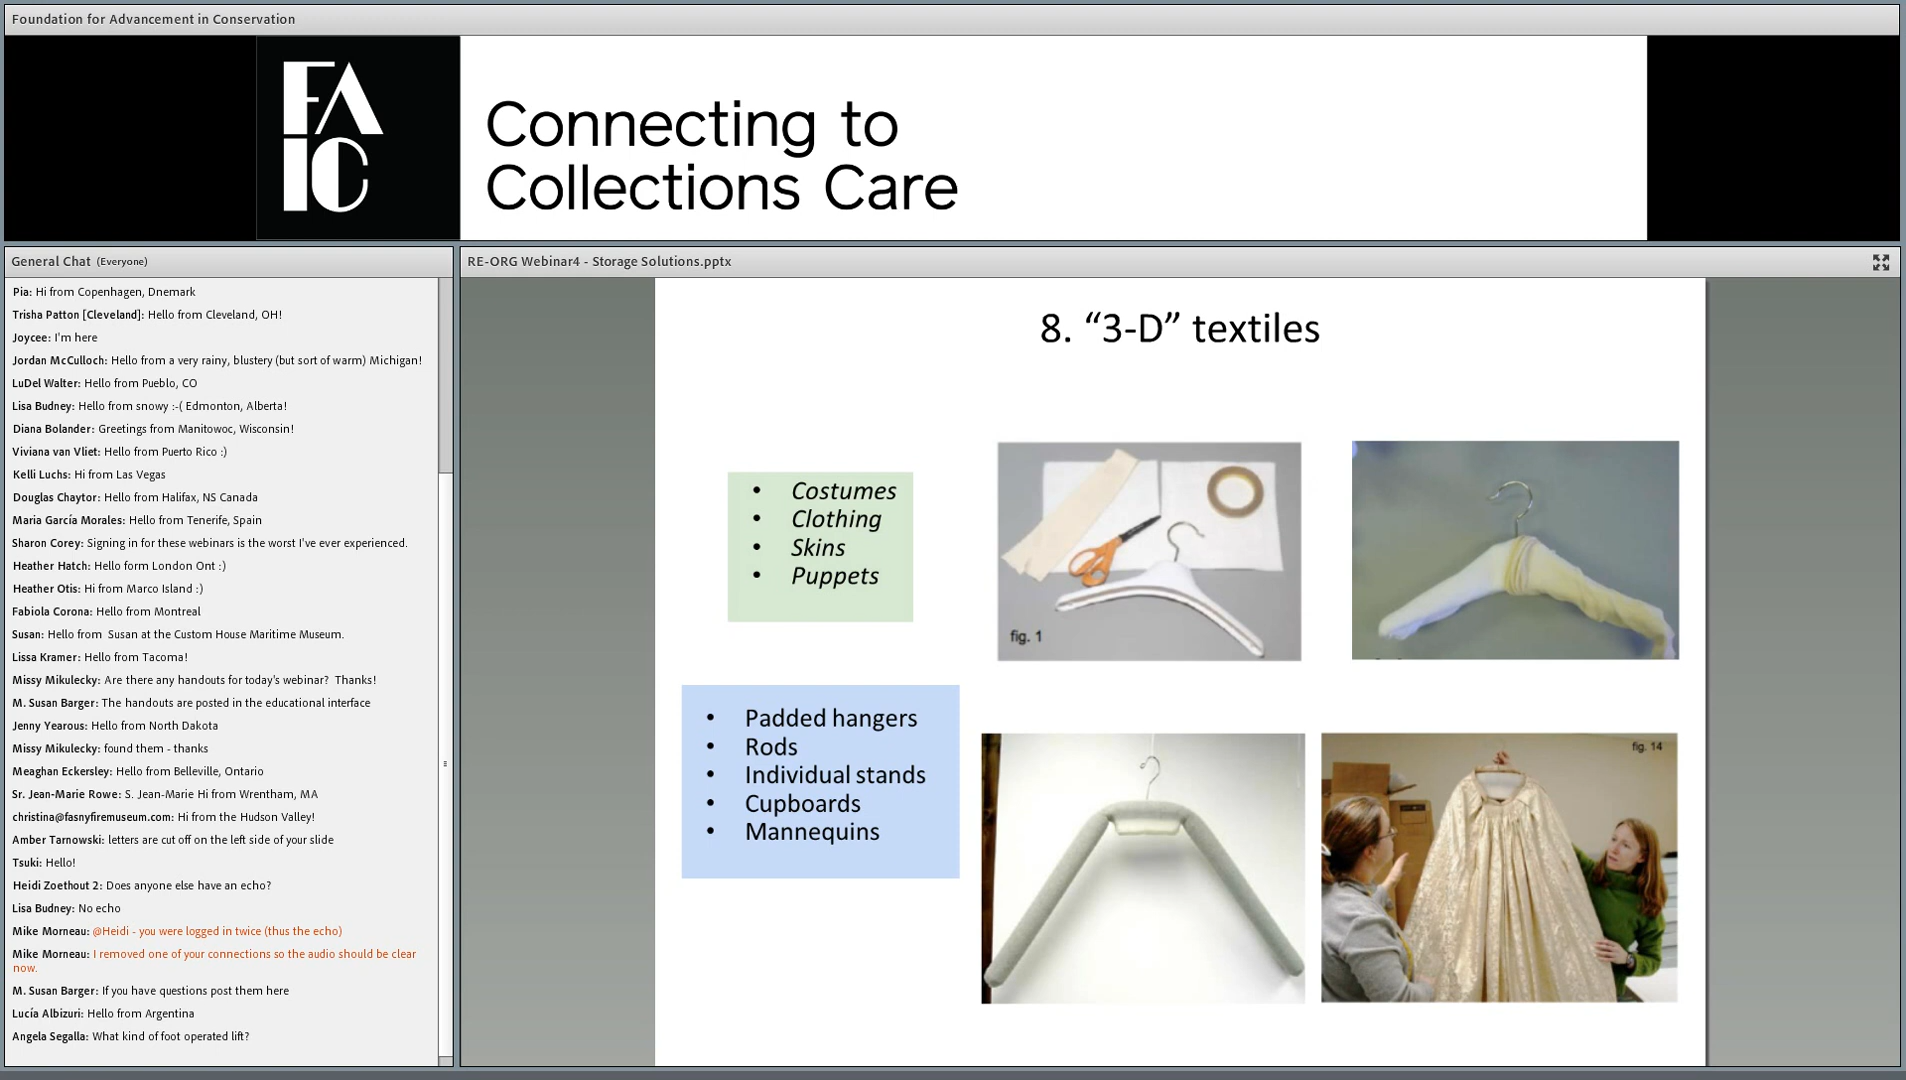 Foundation for Advancement in Conservation
FA
IC
Connecting to
Collections Care
General Chat (Everyone)
Pia: Hi from Copenhagen, Dnemark
Trisha Patton [Cleveland]: Hello from Cleveland, OH!
Joycee: I'm here
Jordan McCulloch: Hello from a very rainy, blustery (but sort of warm) Michigan!
LuDel Walter: Hello from Pueblo, CO
Lisa Budney: Hello from snowy :-( Edmonton, Alberta!
Diana Bolander: Greetings from Manitowoc, Wisconsin!
Viviana van Vliet: Hello from Puerto Rico :)
Kelli Luchs: Hi from Las Vegas
Douglas Chaytor: Hello from Halifax, NS Canada
Maria García Morales: Hello from Tenerife, Spain
Sharon Corey: Signing in for these webinars is the worst I've ever experienced.
Heather Hatch: Hello form London Ont :)
Heather Otis: Hi from Marco Island :)
Fabiola Corona: Hello from Montreal
Susan: Hello from  Susan at the Custom House Maritime Museum.
Lissa Kramer: Hello from Tacoma!
Missy Mikulecky: Are there any handouts for today's webinar?  Thanks!
M. Susan Barger: The handouts are posted in the educational interface
Jenny Yearous: Hello from North Dakota
Missy Mikulecky: found them - thanks
Meaghan Eckersley: Hello from Belleville, Ontario
Sr. Jean-Marie Rowe: S. Jean-Marie Hi from Wrentham, MA
christina@fasnyfiremuseum.com: Hi from the Hudson Valley!
Amber Tarnowski: letters are cut off on the left side of your slide
Tsuki: Hello!
Heidi Zoethout 2: Does anyone else have an echo?
Lisa Budney: No echo
Mike Morneau: @Heidi - you were logged in twice (thus the echo)
Mike Morneau: I removed one of your connections so the audio should be clear
now.
M. Susan Barger: If you have questions post them here
Lucía Albizuri: Hello from Argentina
Angela Segalla: What kind of foot operated lift?
RE-ORG Webinar4 - Storage Solutions.pptx
8. “3-D” textiles
• Costumes
• Clothing
• Skins
• Puppets
fig. 1
• Padded hangers
• Rods
• Individual stands
• Cupboards
• Mannequins
fig. 14